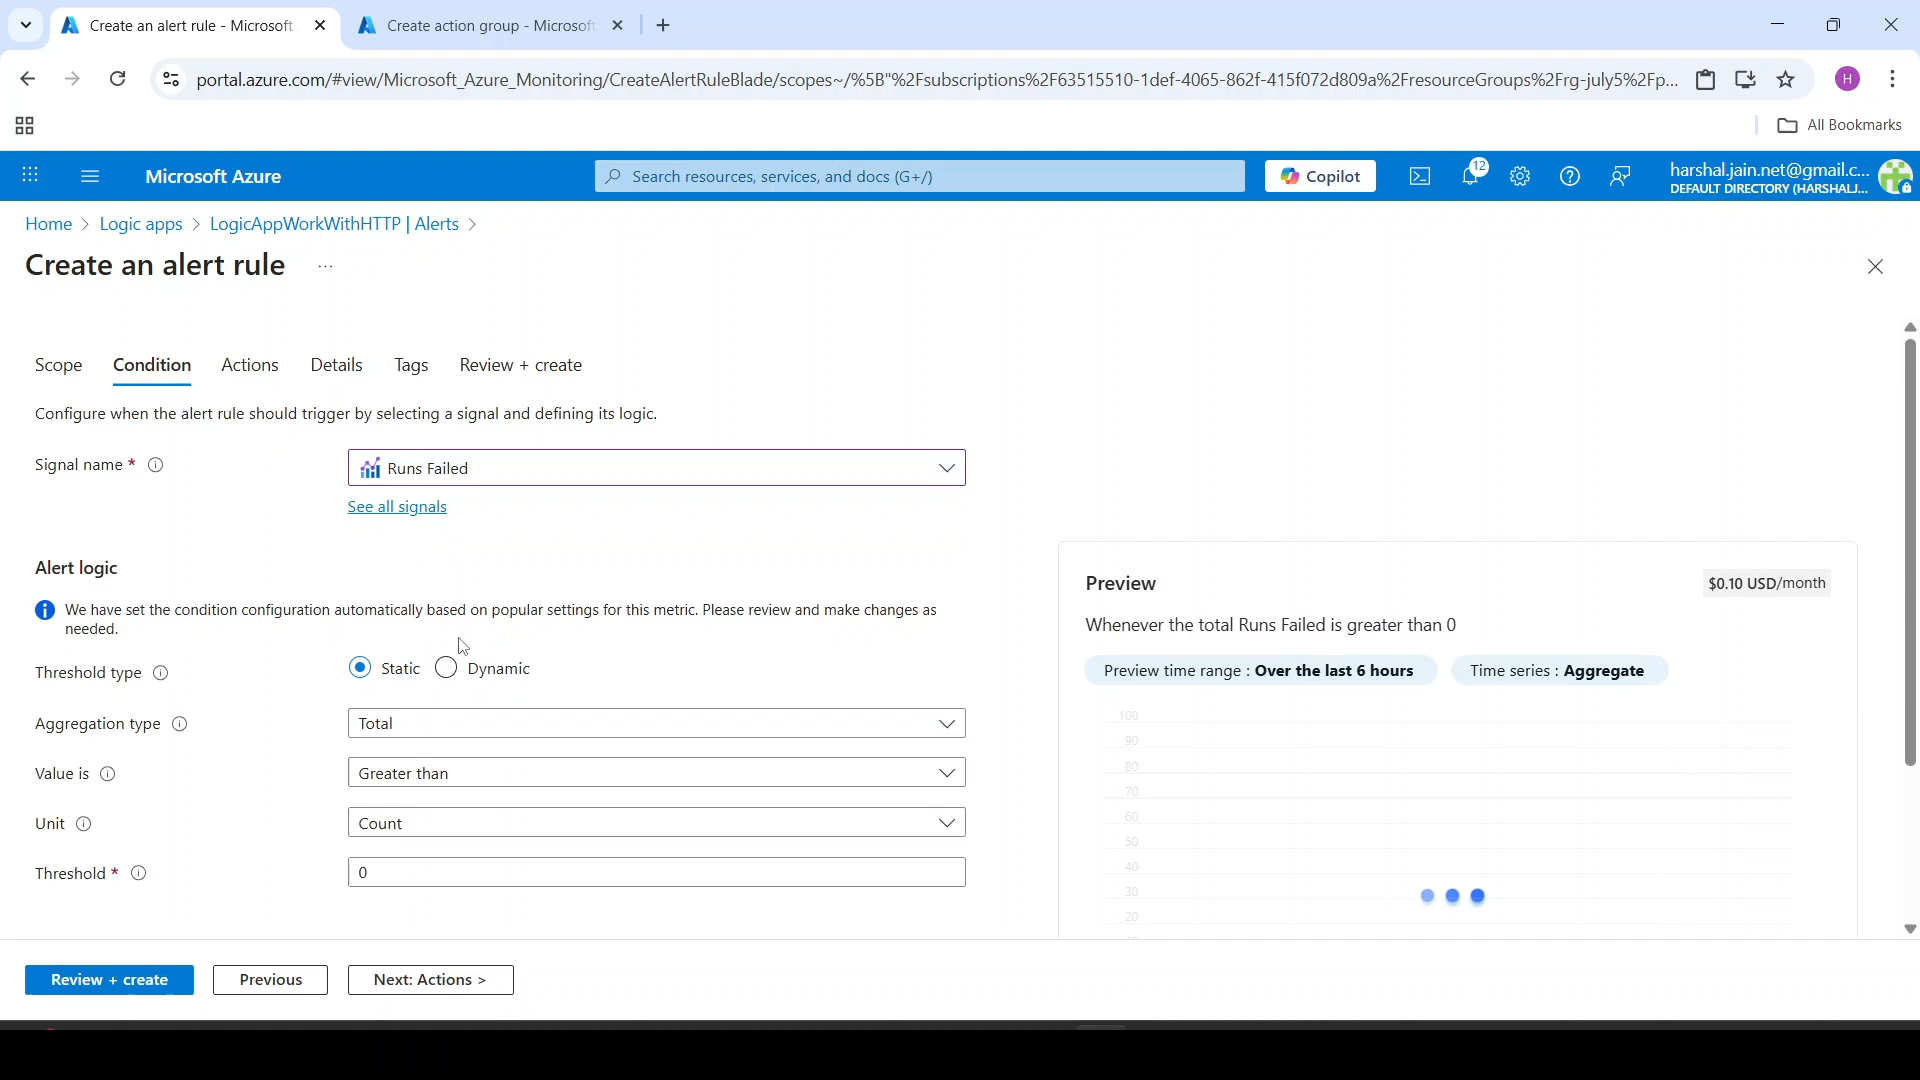 Create an alert rule - Microsoft
Create action group - Microsoft
portal.azure.com/#view/Microsoft_Azure_Monitoring/CreateAlertRuleBlade/scopes~/%5B"%2Fsubscriptions%2F63515510-1def-4065-862f-415f072d809a%2FresourceGroups%2Frg-july5%2Fp...
H
All Bookmarks
Microsoft Azure
Search resources, services, and docs (G+/)
Copilot
12
harshal.jain.net@gmail.c...
DEFAULT DIRECTORY (HARSHALJ...
Home > Logic apps > LogicAppWorkWithHTTP | Alerts >
Create an alert rule ...
Scope Condition Actions Details Tags Review + create
Configure when the alert rule should trigger by selecting a signal and defining its logic.
Signal name *
Runs Failed
See all signals
Alert logic
We have set the condition configuration automatically based on popular settings for this metric. Please review and make changes as
needed.
Threshold type
Static
Dynamic
Aggregation type
Total
Value is
Greater than
Unit
Count
Threshold *
0
Preview
$0.10 USD/month
Whenever the total Runs Failed is greater than 0
Preview time range : Over the last 6 hours
Time series : Aggregate
100
90
80
70
60
50
40
30
20
Review + create
Previous
Next: Actions >